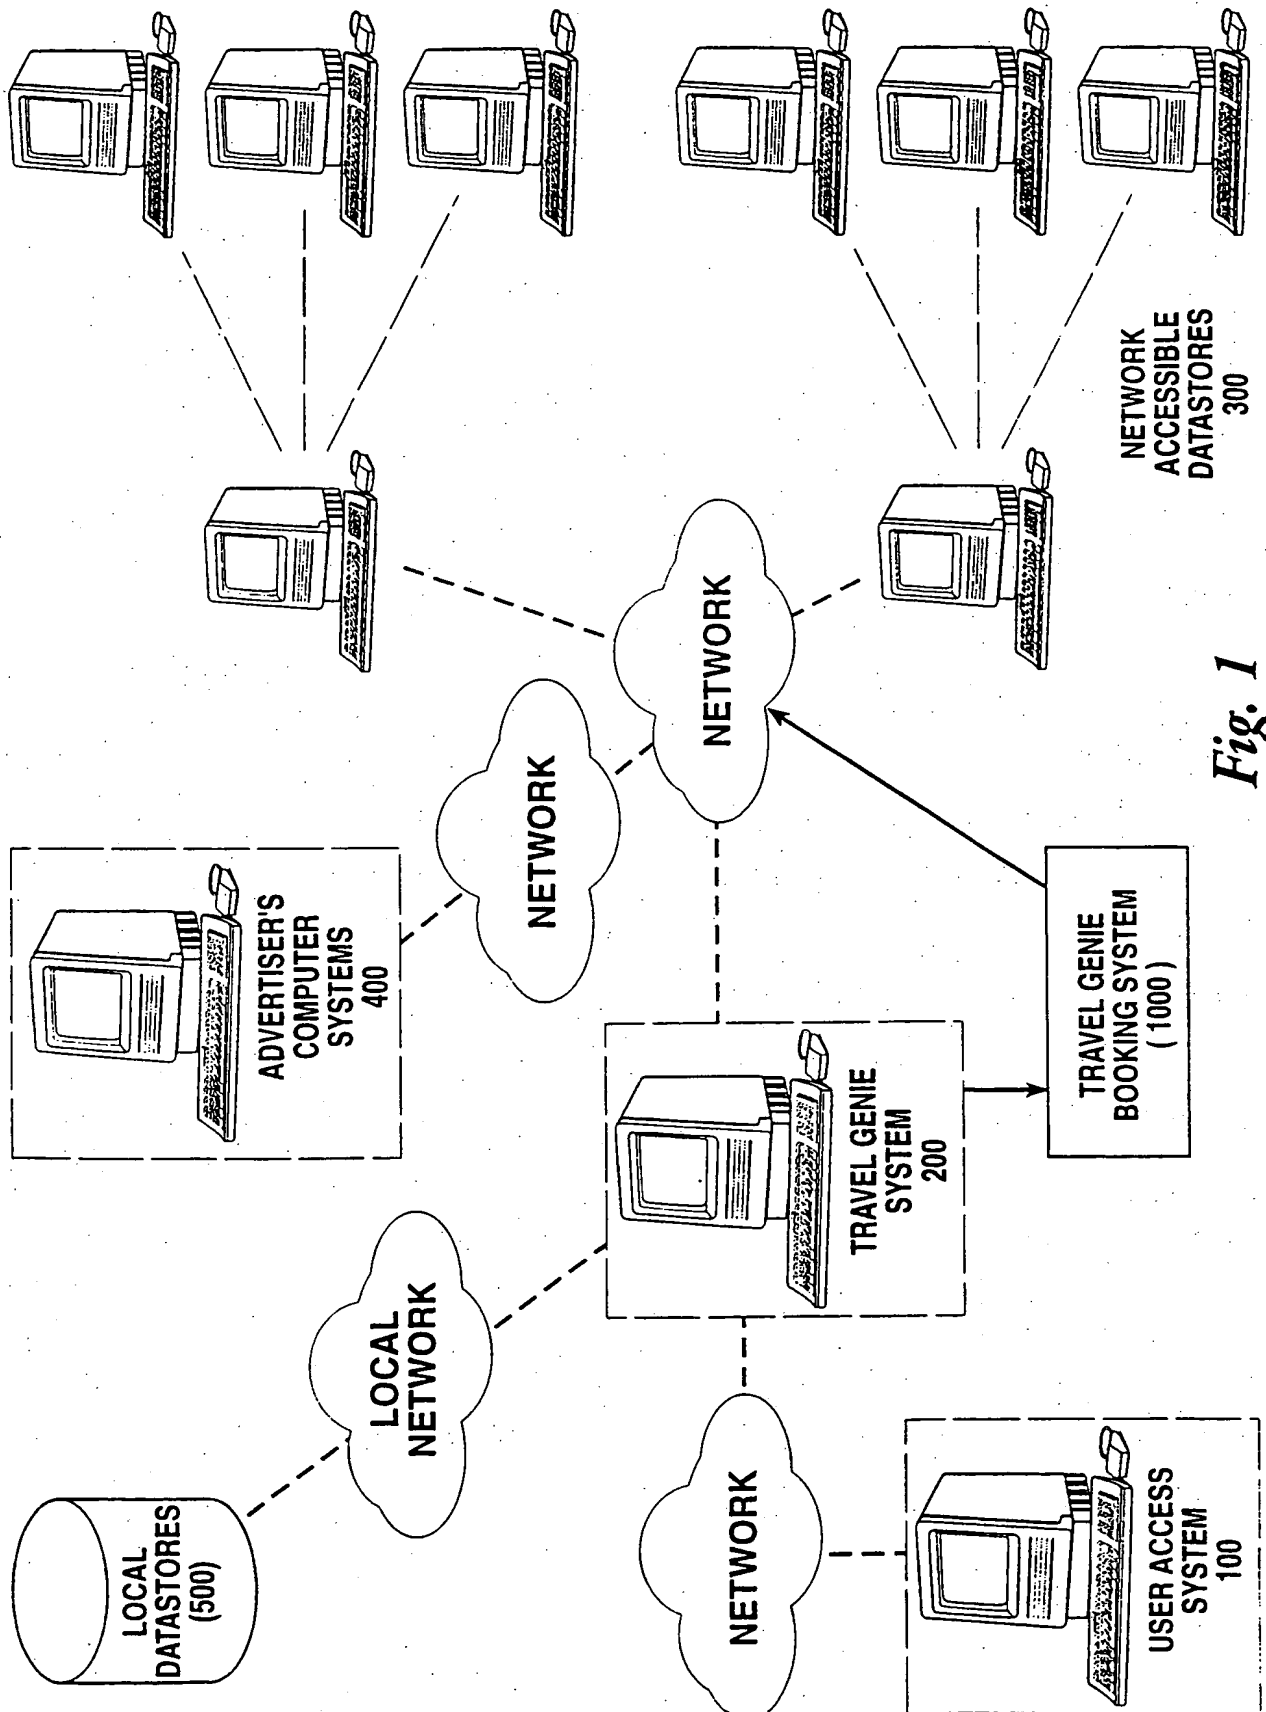 LOCAL
DATASTORES
(500)
LOCAL
NETWORK
ADVERTISER'S
COMPUTER
SYSTEMS
400
NETWORK
NETWORK
NETWORK
USER ACCESS
SYSTEM
100
TRAVEL GENIE
SYSTEM
200
TRAVEL GENIE
BOOKING SYSTEM
( 1000 )
NETWORK
ACCESSIBLE
DATASTORES
300
Fig. 1